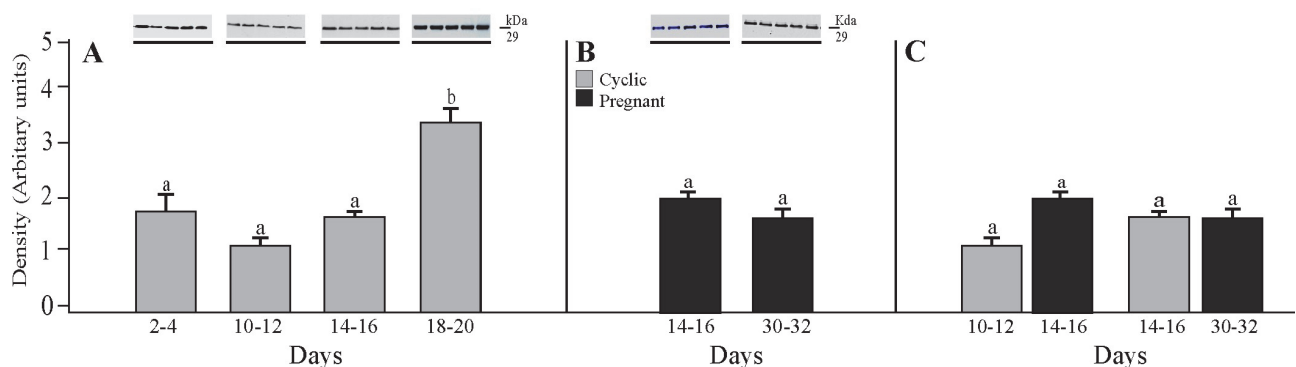 kDa
29
Kda
29
A
B
C
Cyclic
Pregnant
Density (Arbitary units)
5
4
3
2
1
0
a
a
a
b
a
a
a
a
a
a
2-4
10-12
14-16
18-20
14-16
30-32
10-12
14-16
14-16
30-32
Days
Days
Days